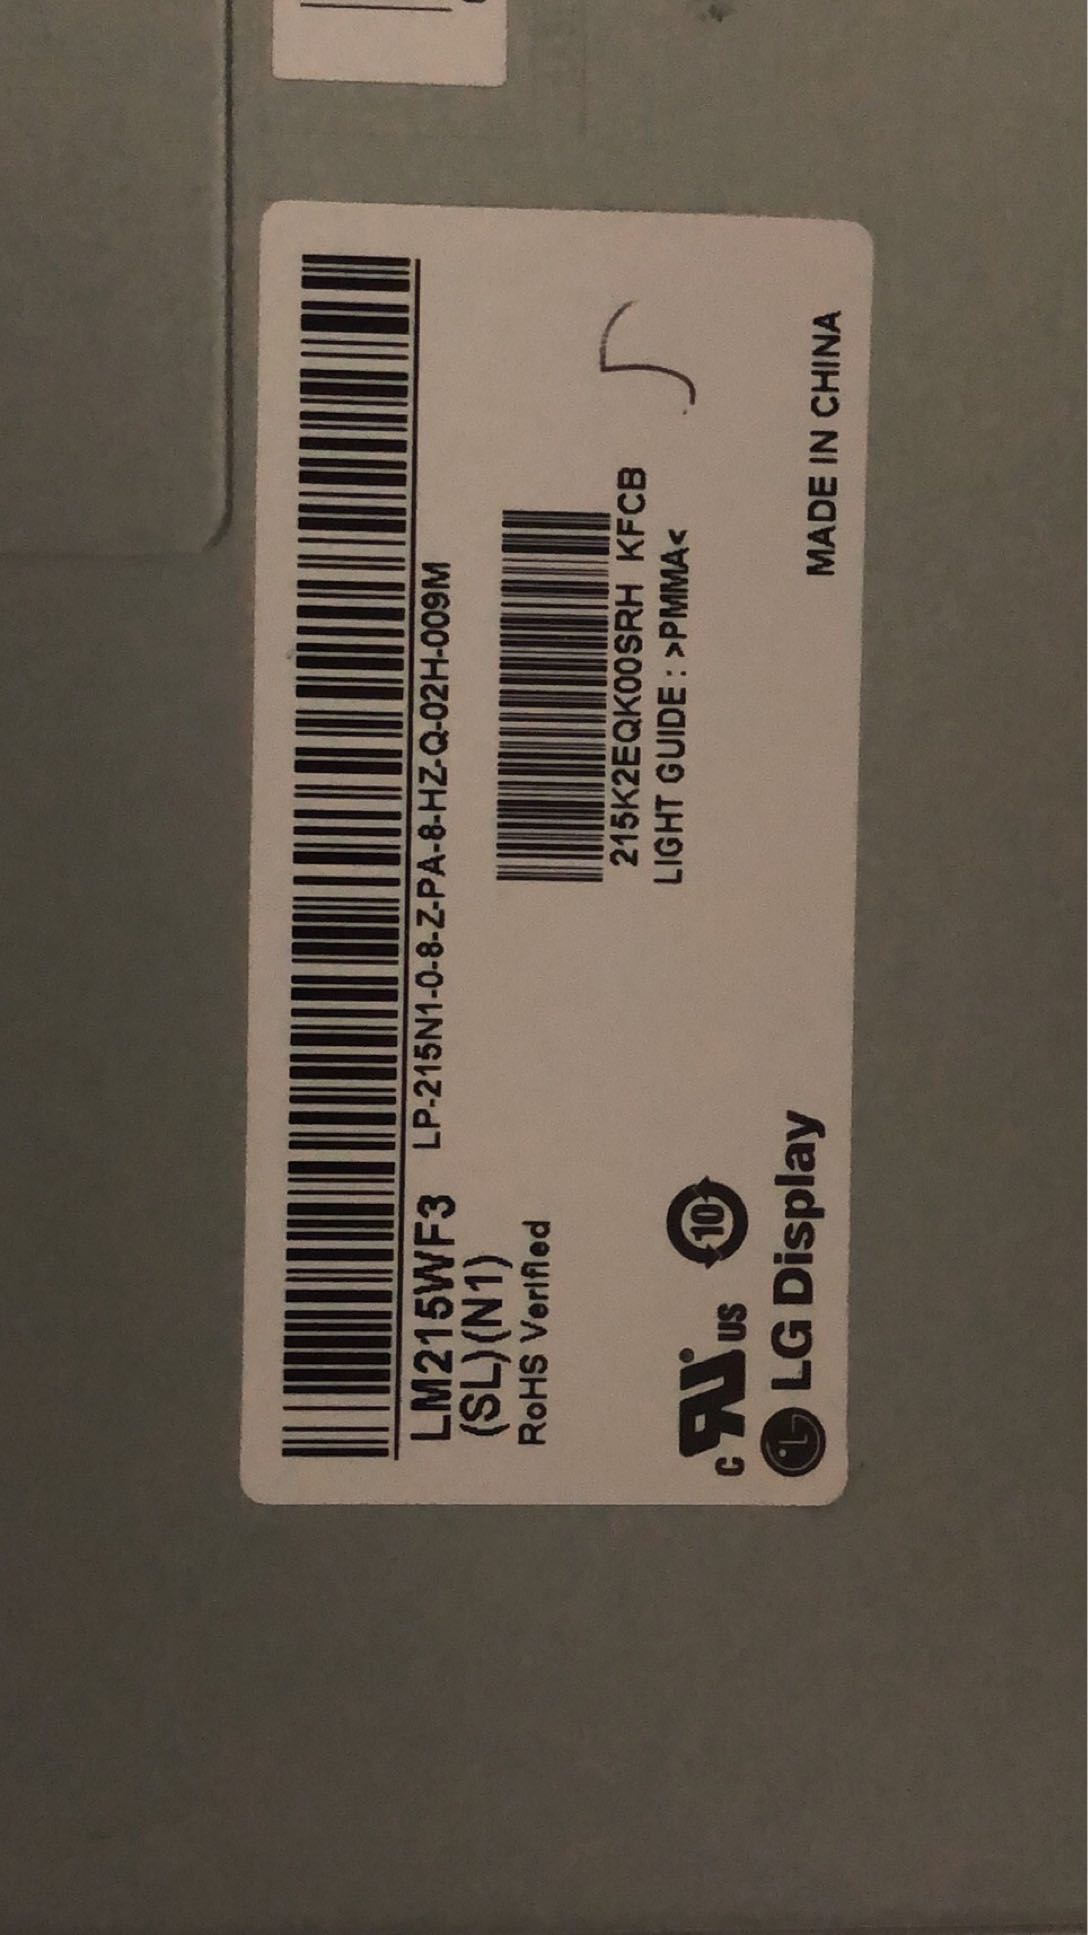 LP-215N1-0-8-Z-PA-8-HZ-Q-02H-009M
LM215WF3
(SL)(N1)
RoHS Verified
215K2EQK00SRH KFCB
LIGHT GUIDE : >PMMA<
c RU® US
10
LG Display
MADE IN CHINA